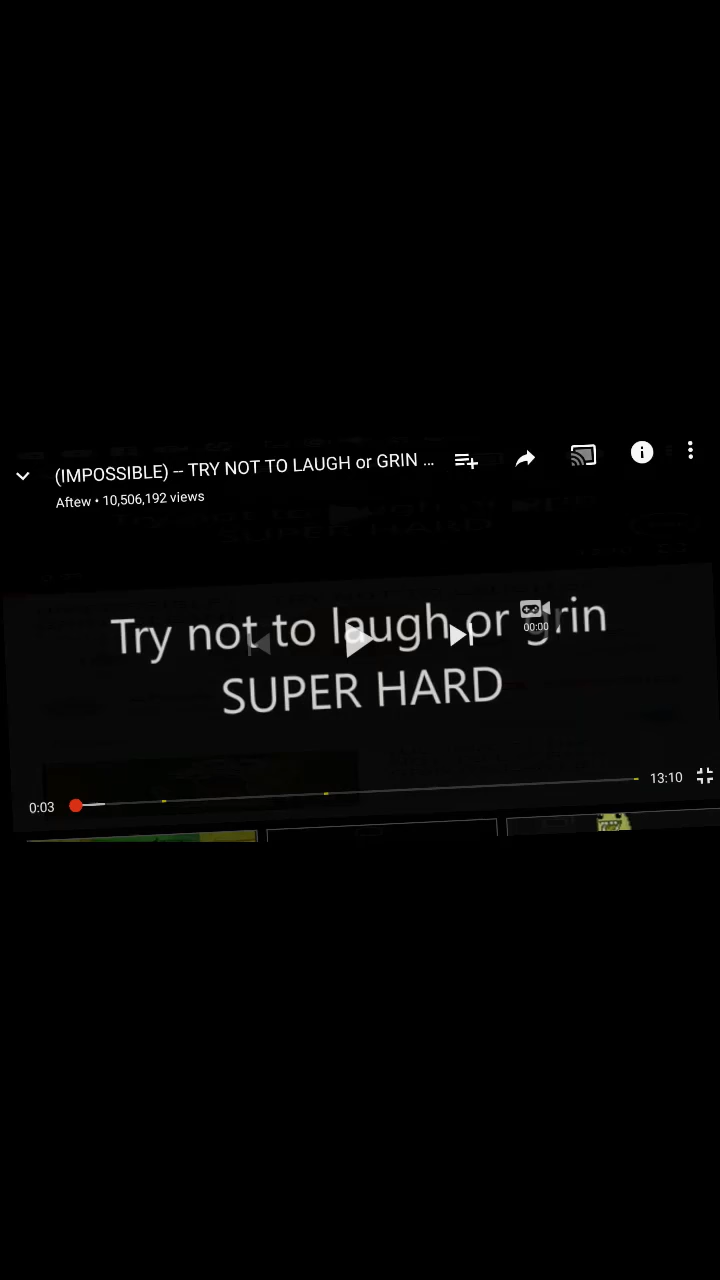 (IMPOSSIBLE) -- TRY NOT TO LAUGH or GRIN ...
Aftew • 10,506,192 views
Try not to laugh or grin
00:00
SUPER HARD
0:03
13:10